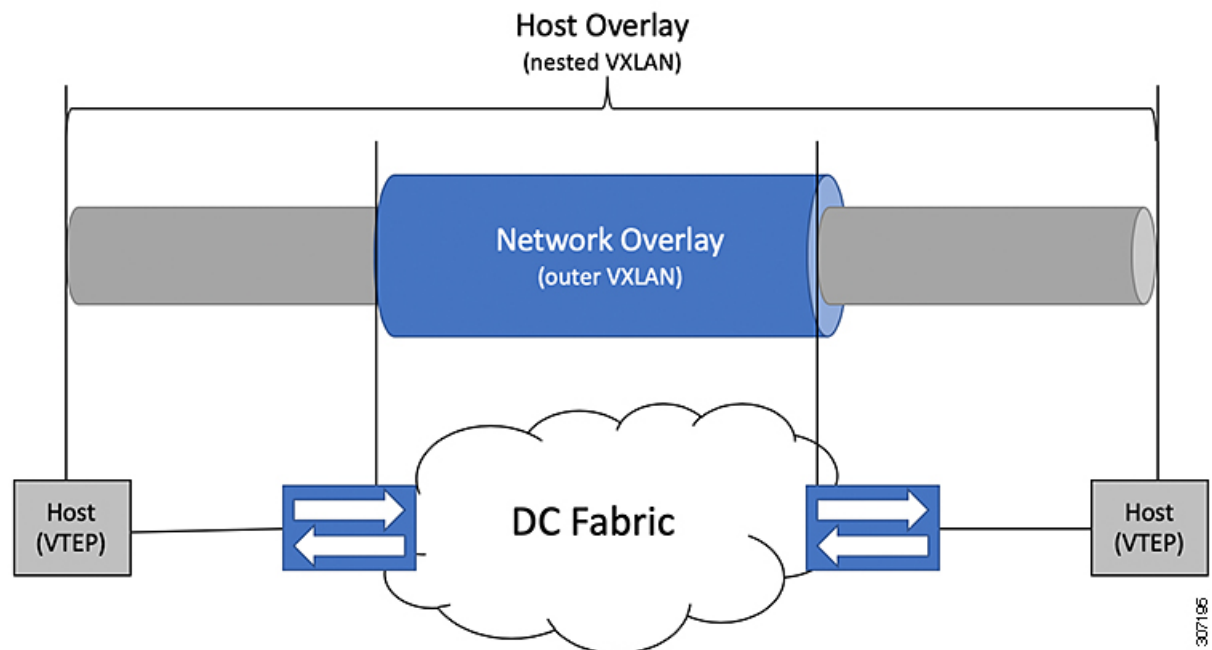 Host Overlay
(nested VXLAN)
Network Overlay
(outer VXLAN)
DC Fabric
Host
(VTEP)
Host
(VTEP)
307195